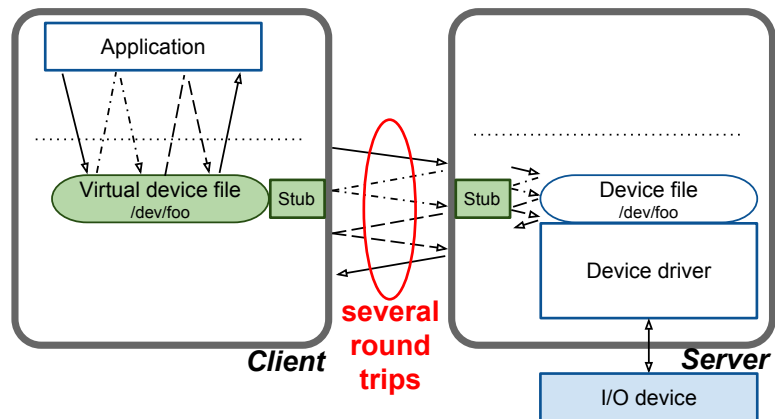 Application
Virtual device file
/dev/foo
Stub
Client
several
round
trips
Stub
Device file
/dev/foo
Device driver
Server
I/O device